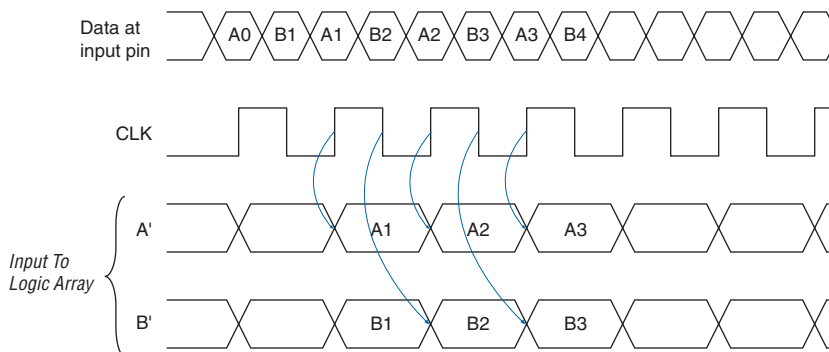 Data at
input pin
A0 B1 A1 B2 A2 B3 A3 B4
CLK
A' A1 A2 A3
Input To
Logic Array
B' B1 B2 B3